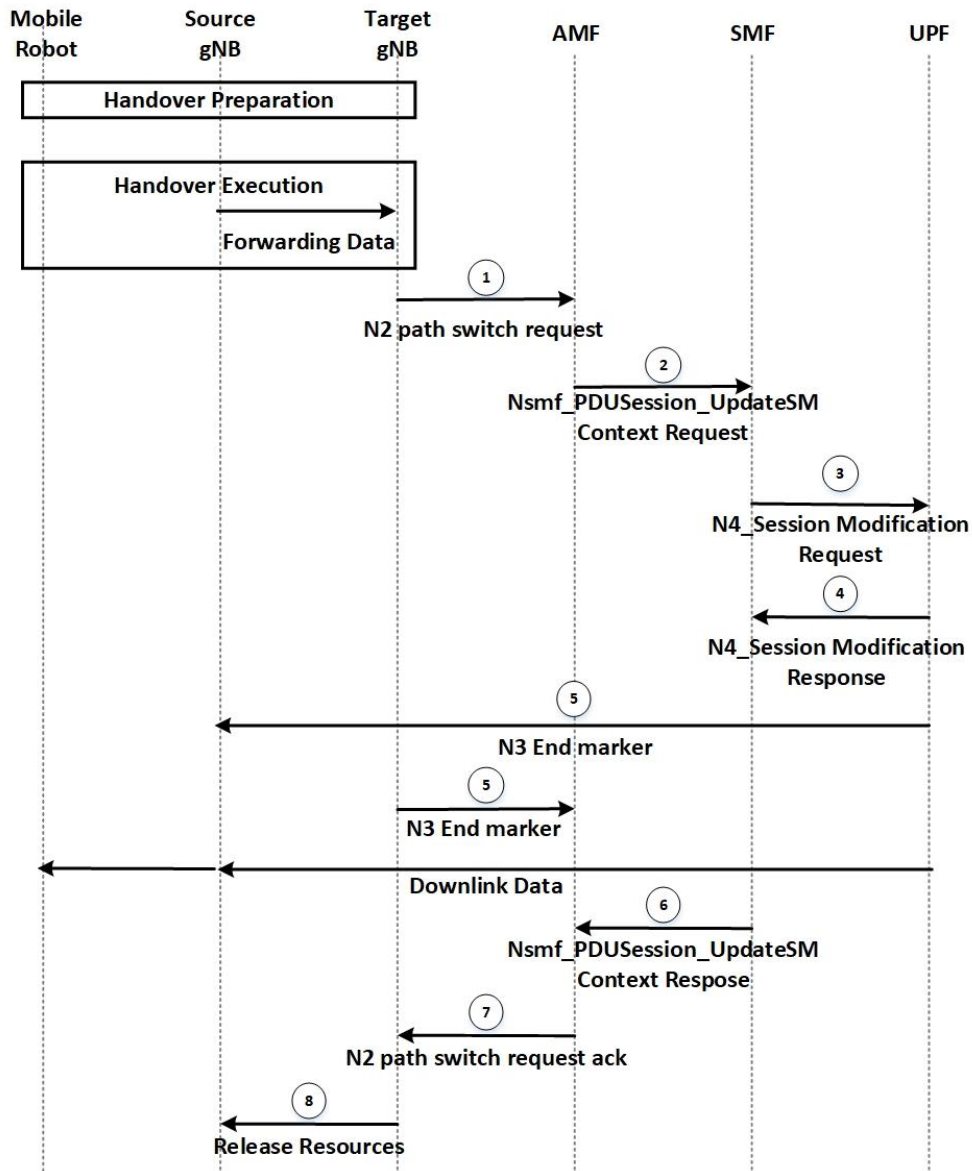 Mobile
Robot
Source
gNB
Target
gNB
AMF
SMF
UPF
Handover Preparation
Handover Execution
Forwarding Data
1
N2 path switch request
2
Nsmf_PDUSession_UpdateSM
Context Request
3
N4_Session Modification
Request
4
N4_Session Modification
Response
5
N3 End marker
5
N3 End marker
Downlink Data
6
Nsmf_PDUSession_UpdateSM
Context Respose
7
N2 path switch request ack
8
Release Resources